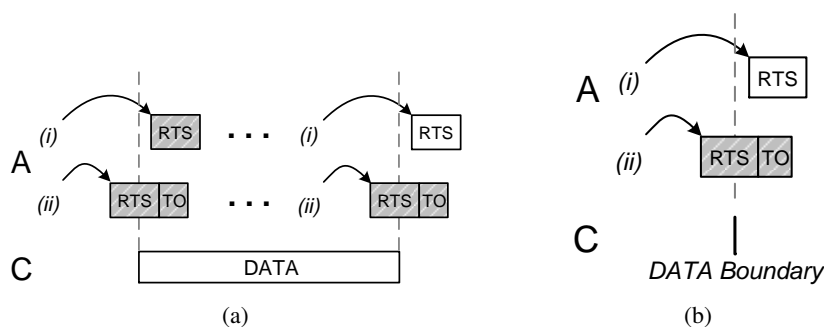 (i) RTS ... (i) RTS
A
(ii) RTS TO ... (ii) RTS TO
C DATA
(a)
A (i) RTS
(ii) RTS TO
C
DATA Boundary
(b)